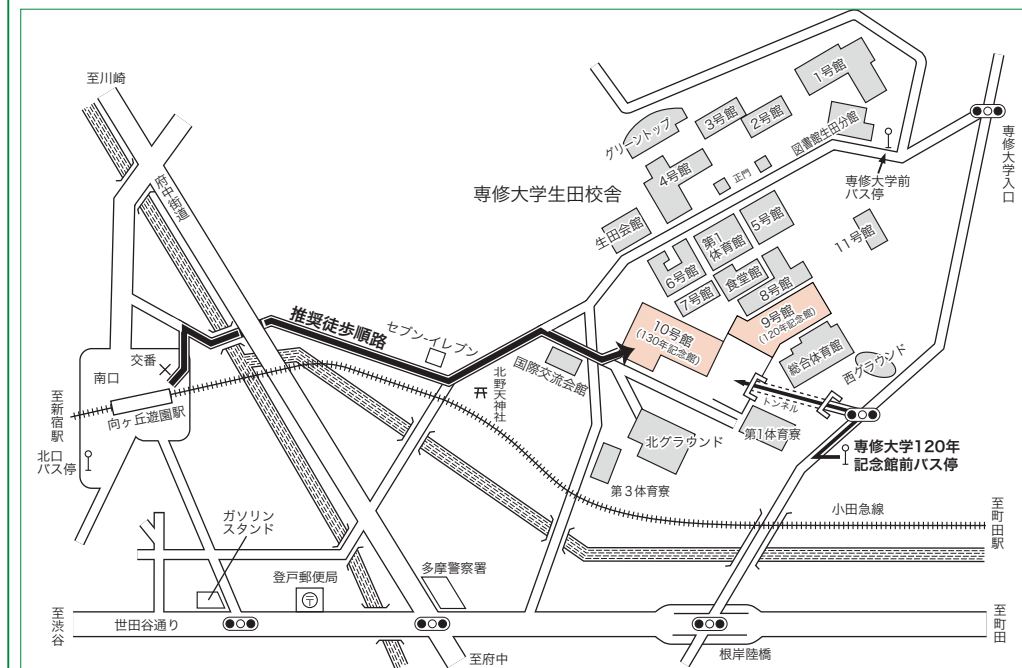 至川崎
府中街道
専修大学生田校舎
グリーントップ
3号館
2号館
1号館
図書館生田分館
4号館
正門
生田会館
専修大学前
バス停
専修大学入口
5号館
第1
体育館
6号館
7号館
食堂館
8号館
11号館
9号館
(120年記念館)
10号館
(130年記念館)
総合体育館
西グラウンド
トンネル
推奨徒歩順路
セブン-イレブン
北野天神社
国際交流会館
交番
南口
至新宿駅
向ヶ丘遊園駅
北口
バス停
北グラウンド
第1体育寮
第3体育寮
専修大学120年
記念館前バス停
小田急線
至町田駅
ガソリン
スタンド
登戸郵便局
〒
多摩警察署
至渋谷
世田谷通り
至府中
根岸陸橋
至町田